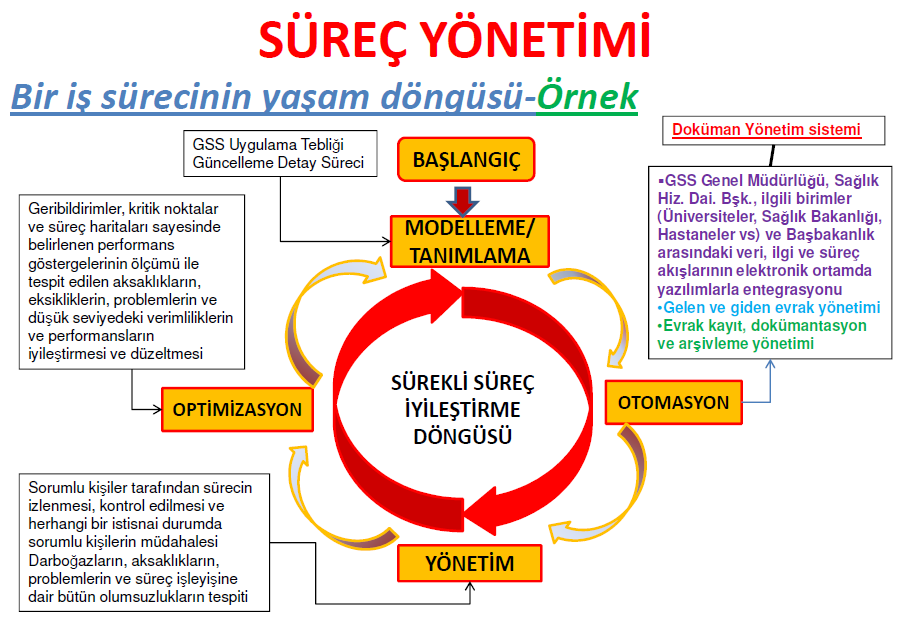 SÜREÇ YÖNETİMİ
Bir iş sürecinin yaşam döngüsü-Örnek
GSS Uygulama Tebliği
Güncelleme Detay Süreci
BAŞLANGIÇ
Doküman Yönetim sistemi
MODELLEME/
TANIMLAMA
▪GSS Genel Müdürlüğü, Sağlık
Hiz. Dai. Bşk., ilgili birimler
(Üniversiteler, Sağlık Bakanlığı,
Hastaneler vs) ve Başbakanlık
arasındaki veri, ilgi ve süreç
akışlarının elektronik ortamda
yazılımlarla entegrasyonu
•Gelen ve giden evrak yönetimi
•Evrak kayıt, dokümantasyon
ve arşivleme yönetimi
Geribildirimler, kritik noktalar
ve süreç haritaları sayesinde
belirlenen performans
göstergelerinin ölçümü ile
tespit edilen aksaklıkların,
eksikliklerin, problemlerin ve
düşük seviyedeki verimliliklerin
ve performansların
iyileştirmesi ve düzeltmesi
OPTİMİZASYON
SÜREKLİ SÜREÇ
İYİLEŞTİRME
DÖNGÜSÜ
OTOMASYON
Sorumlu kişiler tarafından sürecin
izlenmesi, kontrol edilmesi ve
herhangi bir istisnai durumda
sorumlu kişilerin müdahalesi
Darboğazların, aksaklıkların,
problemlerin ve süreç işleyişine
dair bütün olumsuzlukların tespiti
YÖNETİM